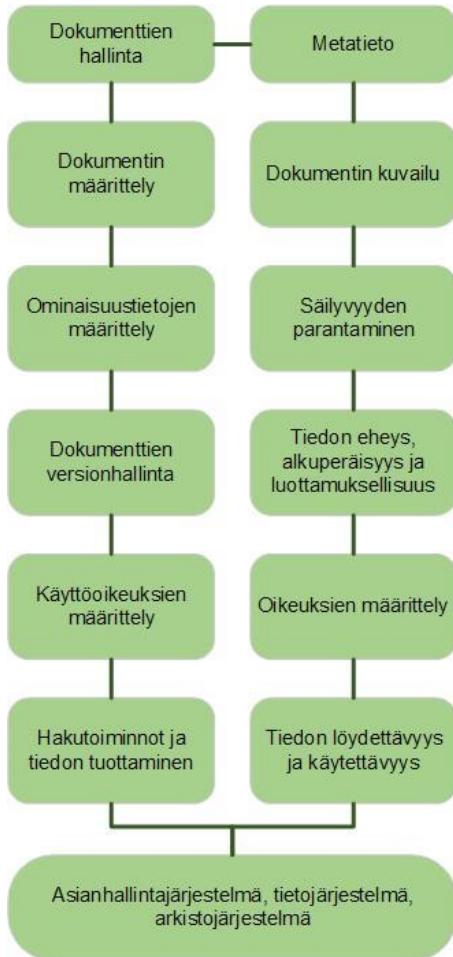 Dokumenttien
hallinta
Metatieto
Dokumentin
määrittely
Dokumentin kuvailu
Ominaisuustietojen
määrittely
Säilyvyyden
parantaminen
Dokumenttien
versionhallinta
Tiedon eheys,
alkuperäisyys ja
luottamuksellisuus
Käyttöoikeuksien
määrittely
Oikeuksien määrittely
Hakutoiminnot ja
tiedon tuottaminen
Tiedon löydettävyys
ja käytettävyys
Asianhallintajärjestelmä, tietojärjestelmä,
arkistojärjestelmä